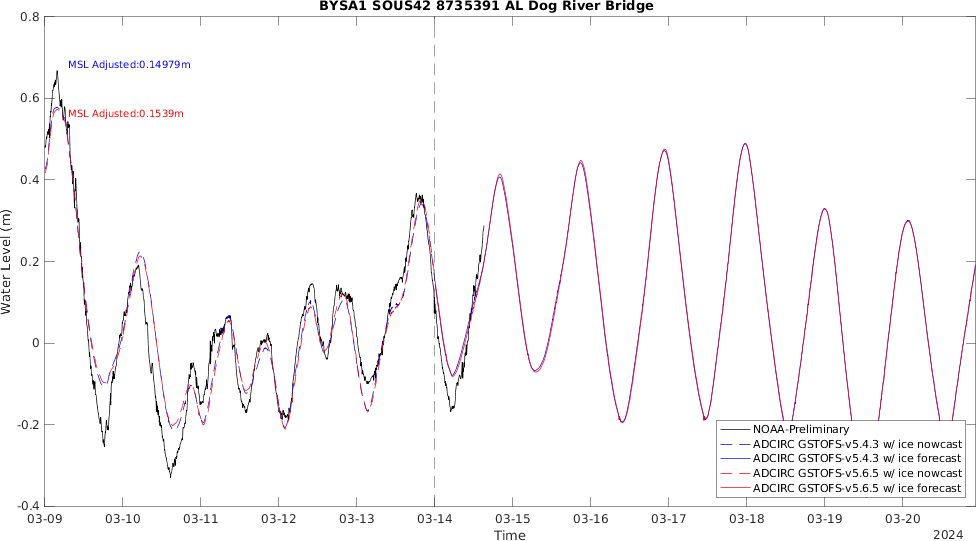 BYSA1 SOUS42 8735391 AL Dog River Bridge
0.8
MSL Adjusted:0.14979m
0.6
MSL Adjusted:0.1539m
0.4
Water Level (m)
0.2
0
-0.2
NOAA-Preliminary
ADCIRC GSTOFS-v5.4.3 w/ ice nowcast
ADCIRC GSTOFS-v5.4.3 w/ ice forecast
ADCIRC GSTOFS-v5.6.5 w/ ice nowcast
ADCIRC GSTOFS-v5.6.5 w/ ice forecast
-0.4
03-09 03-10 03-11 03-12 03-13 03-14 03-15 03-16 03-17 03-18 03-19 03-20
Time
2024